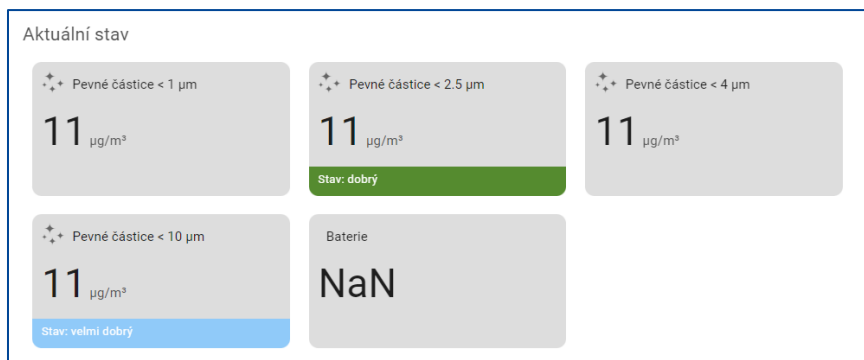 Aktuální stav
Pevné částice < 1 µm
11 µg/m³
Pevné částice < 2.5 µm
11 µg/m³
Stav: dobrý
Pevné částice < 4 µm
11 µg/m³
Pevné částice < 10 µm
11 µg/m³
Stav: velmi dobrý
Baterie
NaN